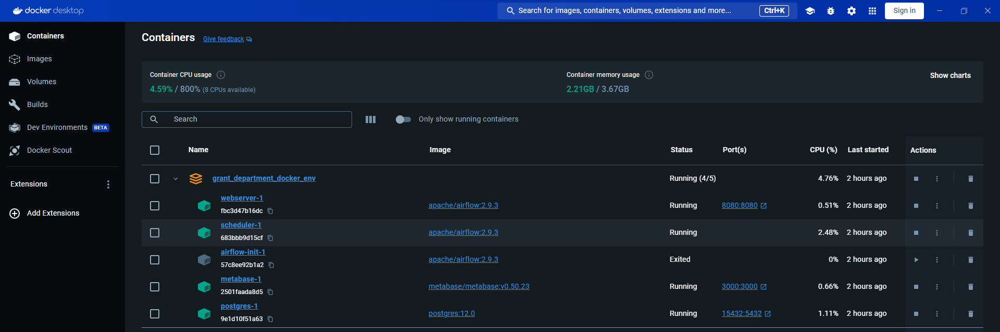 docker desktop
Search for images, containers, volumes, extensions and more...
Ctrl+K
Sign in
Containers
Images
Volumes
Builds
Dev Environments BETA
Docker Scout
Extensions
Add Extensions
Containers Give feedback
Container CPU usage
4.59% / 800% (8 CPUs available)
Container memory usage
2.21GB / 3.67GB
Show charts
Search
Only show running containers
Name Image Status Port(s) CPU (%) Last started Actions
grant_department_docker_env Running (4/5) 4.76% 2 hours ago
webserver-1
fbc3d47b16dc
apache/airflow:2.9.3 Running 8080:8080 0.51% 2 hours ago
scheduler-1
683bbb9d15cf
apache/airflow:2.9.3 Running 2.48% 2 hours ago
airflow-init-1
57c8ee92b1a2
apache/airflow:2.9.3 Exited 0% 2 hours ago
metabase-1
2501faada8d5
metabase/metabase:v0.50.23 Running 3000:3000 0.66% 2 hours ago
postgres-1
9e1d10f51a63
postgres:12.0 Running 15432:5432 1.11% 2 hours ago